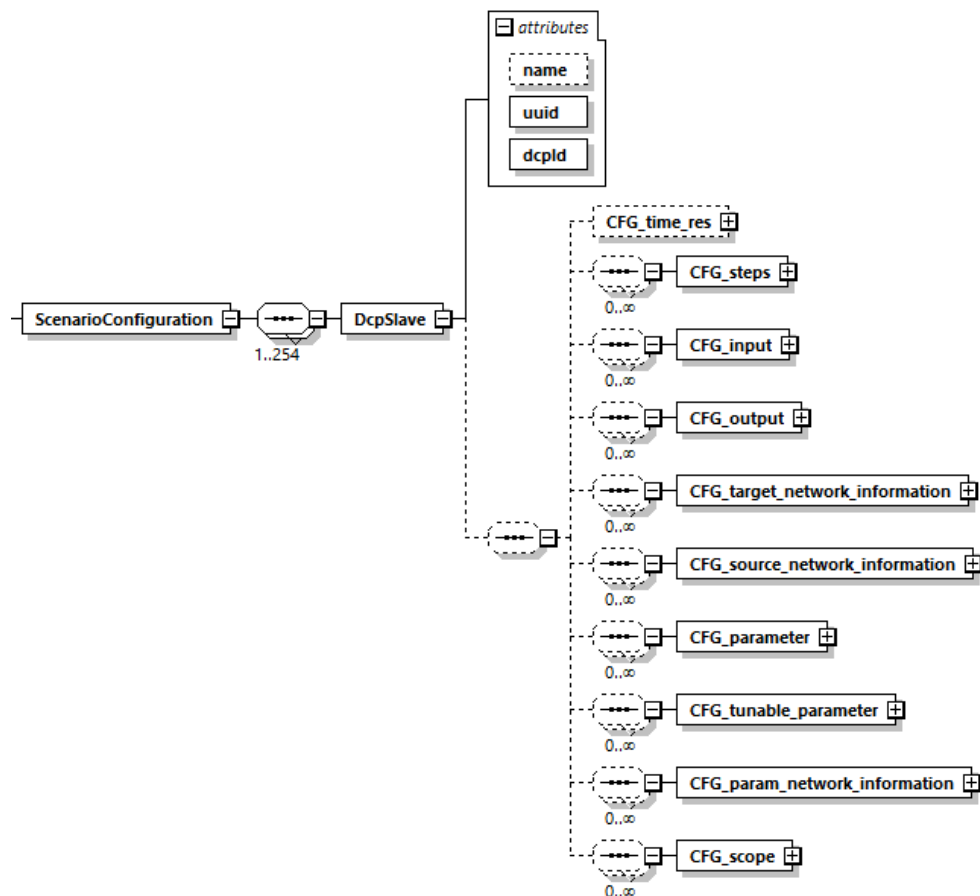 attributes
name
uuid
dcpId
CFG_time_res
CFG_steps
0..∞
ScenarioConfiguration
1..254
DcpSlave
CFG_input
0..∞
CFG_output
0..∞
CFG_target_network_information
0..∞
CFG_source_network_information
0..∞
CFG_parameter
0..∞
CFG_tunable_parameter
0..∞
CFG_param_network_information
0..∞
CFG_scope
0..∞